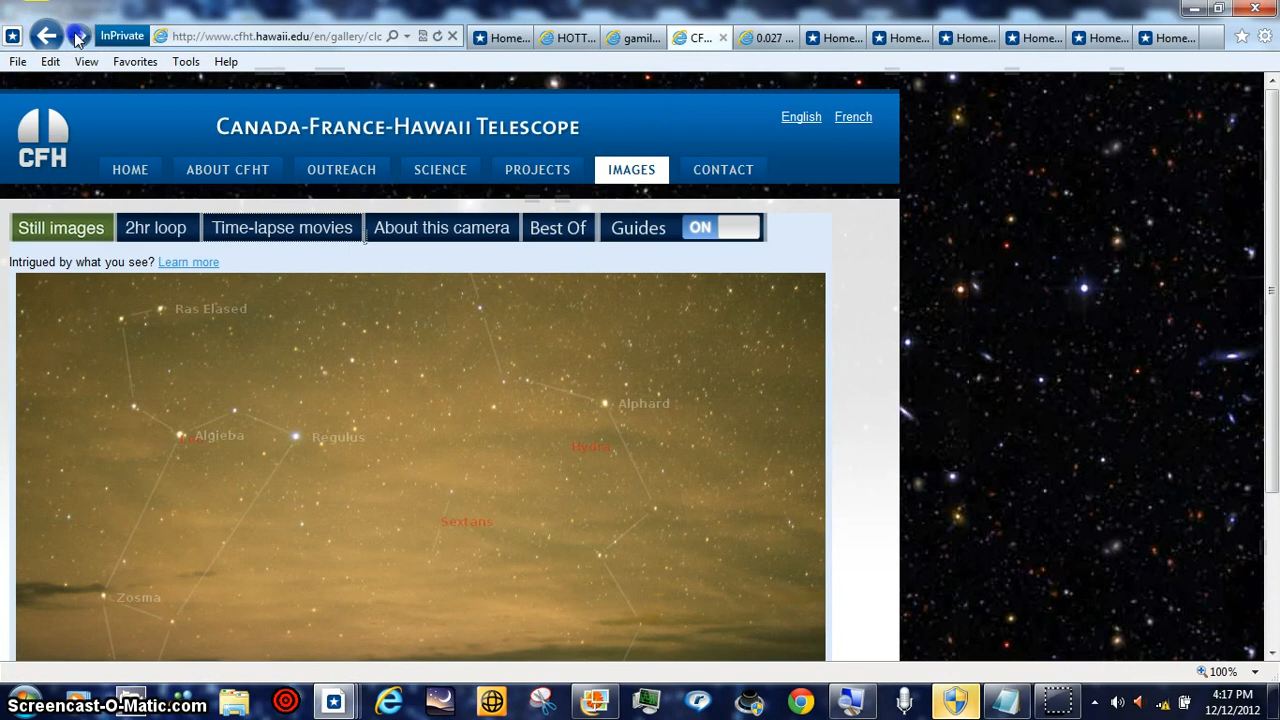 InPrivate http://www.cfht.hawaii.edu/en/gallery/clo Home... HOTT... gamil... CF... 0.027 ... Home... Home... Home... Home... Home... Home...
File Edit View Favorites Tools Help
CANADA-FRANCE-HAWAII TELESCOPE
English French
CFH
HOME ABOUT CFHT OUTREACH SCIENCE PROJECTS IMAGES CONTACT
Still images 2hr loop Time-lapse movies About this camera Best Of Guides ON
Intrigued by what you see? Learn more
Ras Elased
Alphard
Algieba Regulus
Hydra
Sextans
Zosma
100%
4:17 PM
Screencast-O-Matic.com
12/12/2012